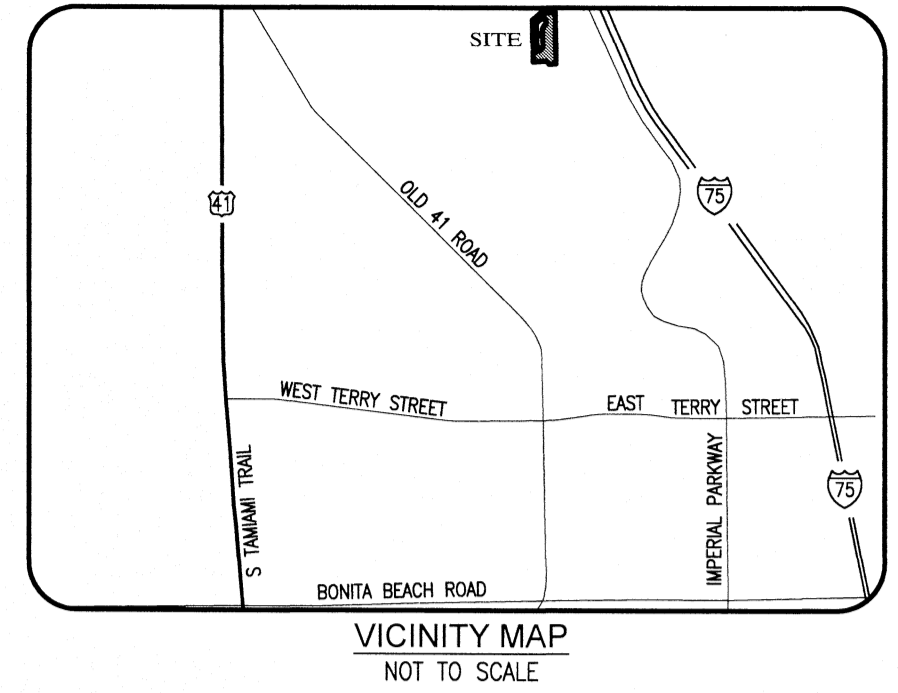 SITE
75
41
OLD 41 ROAD
WEST TERRY STREET
EAST TERRY STREET
S TAMIAMI TRAIL
IMPERIAL PARKWAY
75
BONITA BEACH ROAD
VICINITY MAP
NOT TO SCALE